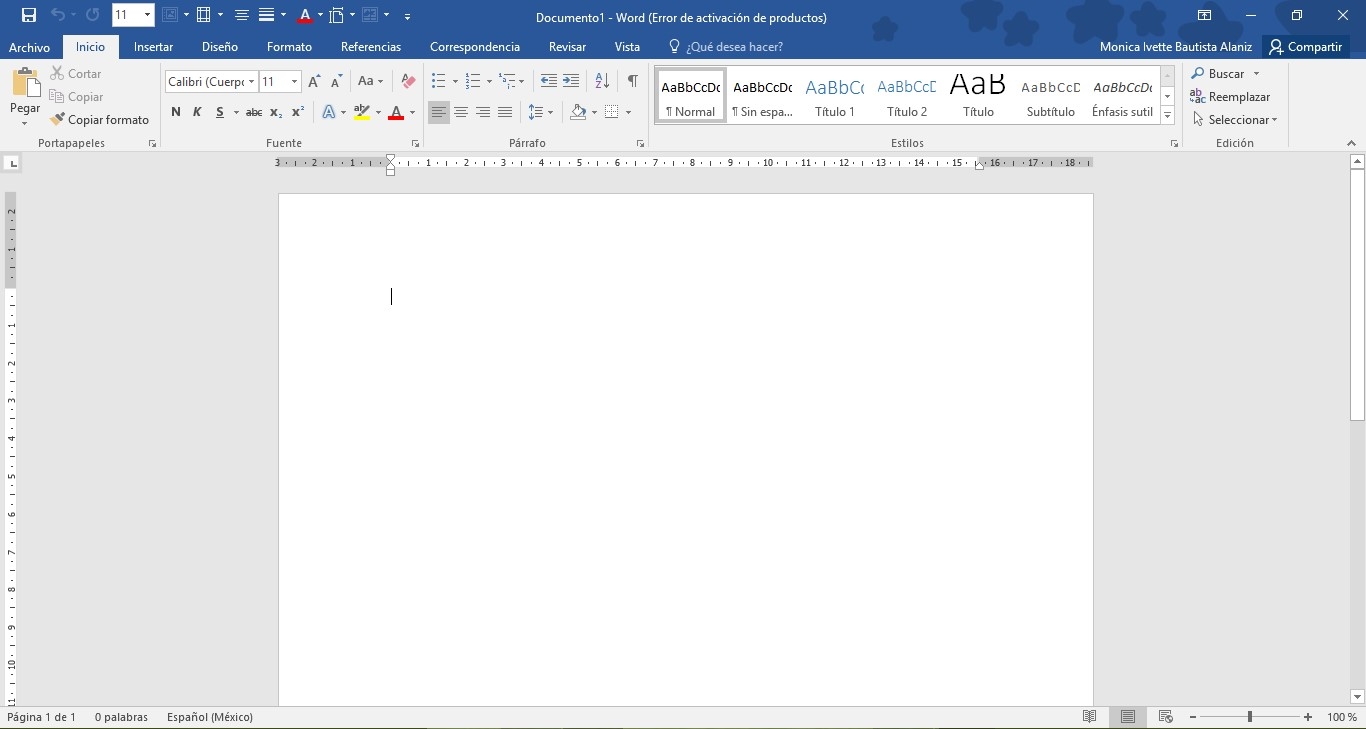 11 Documento1 - Word (Error de activación de productos)
Archivo Inicio Insertar Diseño Formato Referencias Correspondencia Revisar Vista ¿Qué desea hacer? Monica Ivette Bautista Alaniz Compartir
Pegar Cortar Copiar Copiar formato
Calibri (Cuerpo 11 Aa
N K S abc x₂ x² A ab A
AaBbCcDc AaBbCcDc AaBbCc AaBbCcD AaB AaBbCcD AaBbCcDc
¶ Normal ¶ Sin espa... Título 1 Título 2 Título Subtítulo Énfasis sutil
Buscar
Reemplazar
Seleccionar
Portapapeles Fuente Párrafo Estilos Edición
3 2 1 1 2 3 4 5 6 7 8 9 10 11 12 13 14 15 16 17 18
2
1
1
2
3
4
5
6
7
8
9
10
11
Página 1 de 1 0 palabras Español (México) 100 %